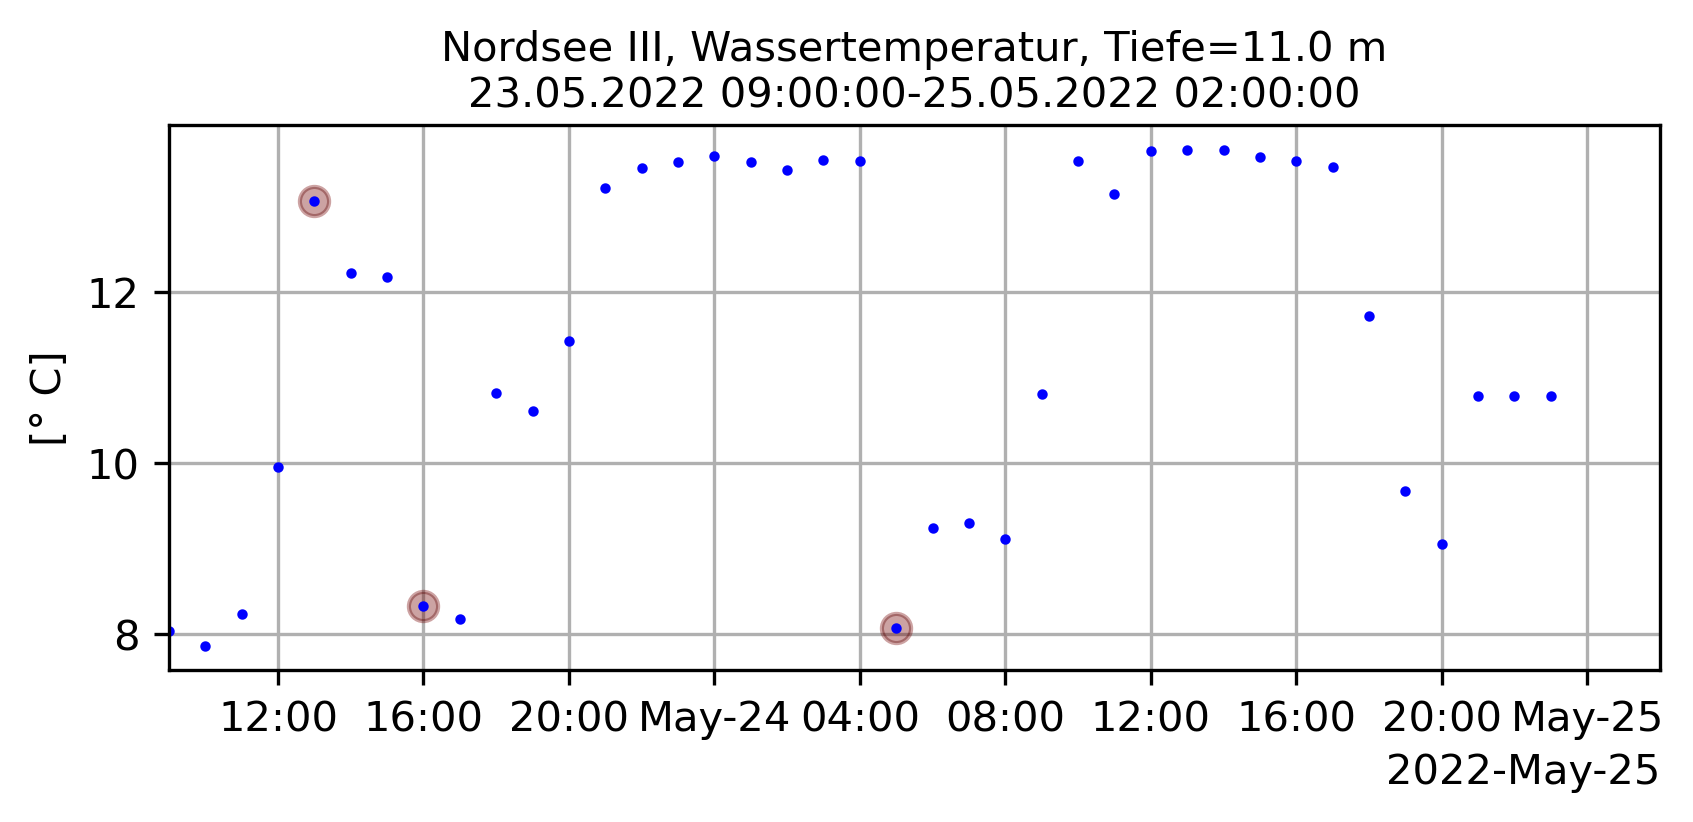 Nordsee III, Wassertemperatur, Tiefe=11.0 m
23.05.2022 09:00:00-25.05.2022 02:00:00
[° C]
12
10
8
12:00 16:00 20:00 May-24 04:00 08:00 12:00 16:00 20:00 May-25
2022-May-25